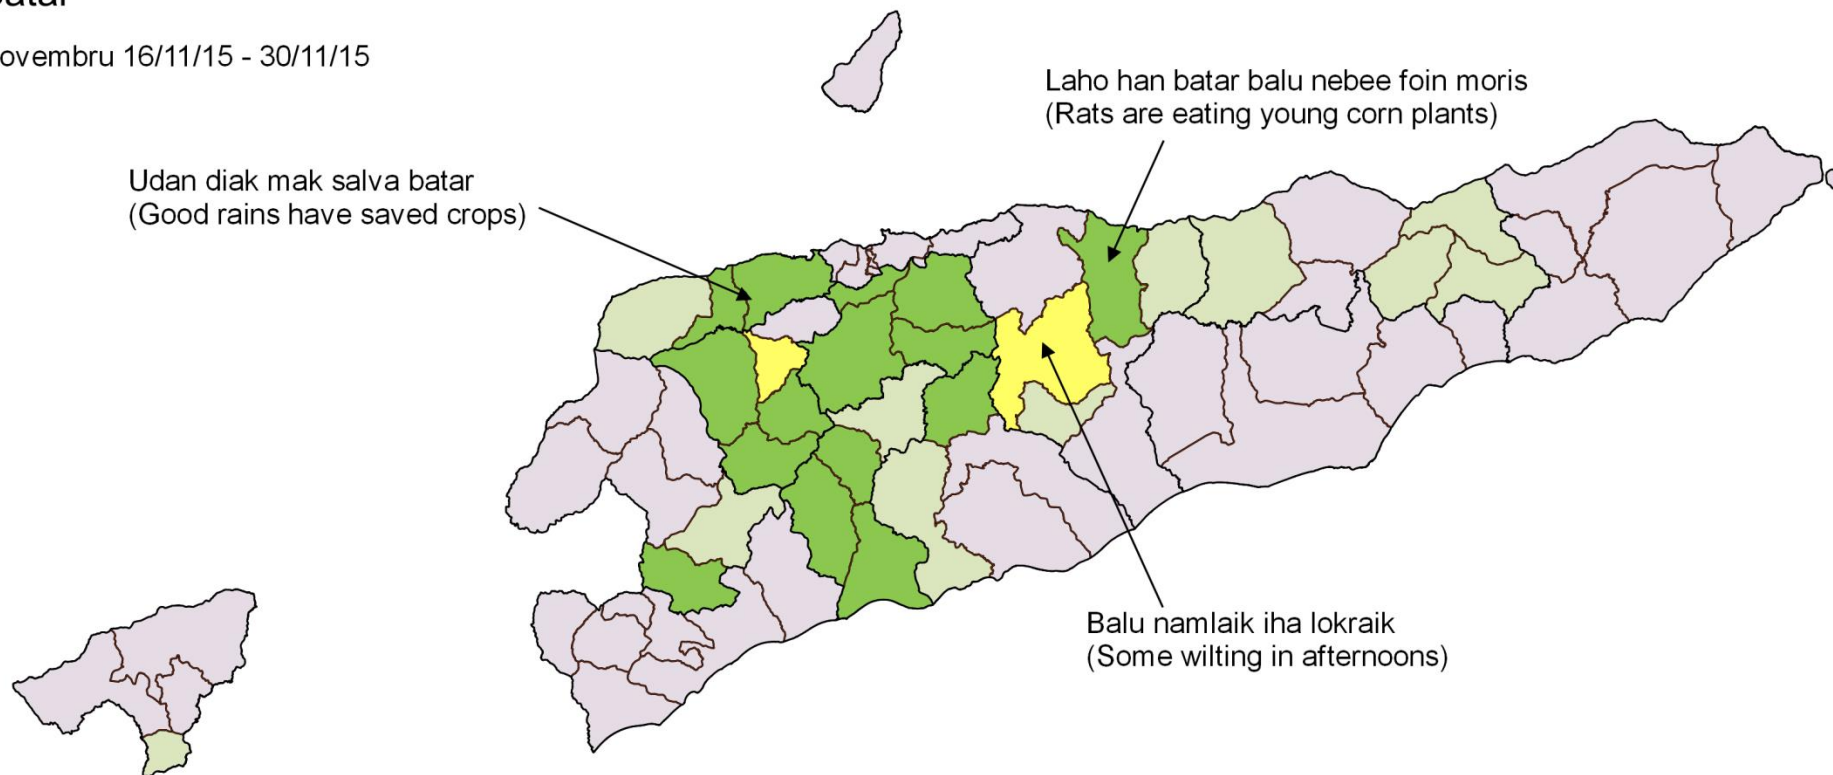 16/11/15 - 30/11/15
Laho han batar balu nebee foin moris
(Rats are eating young corn plants)
Udan diak mak salva batar
(Good rains have saved crops)
Balu namlaik iha lokraik
(Some wilting in afternoons)